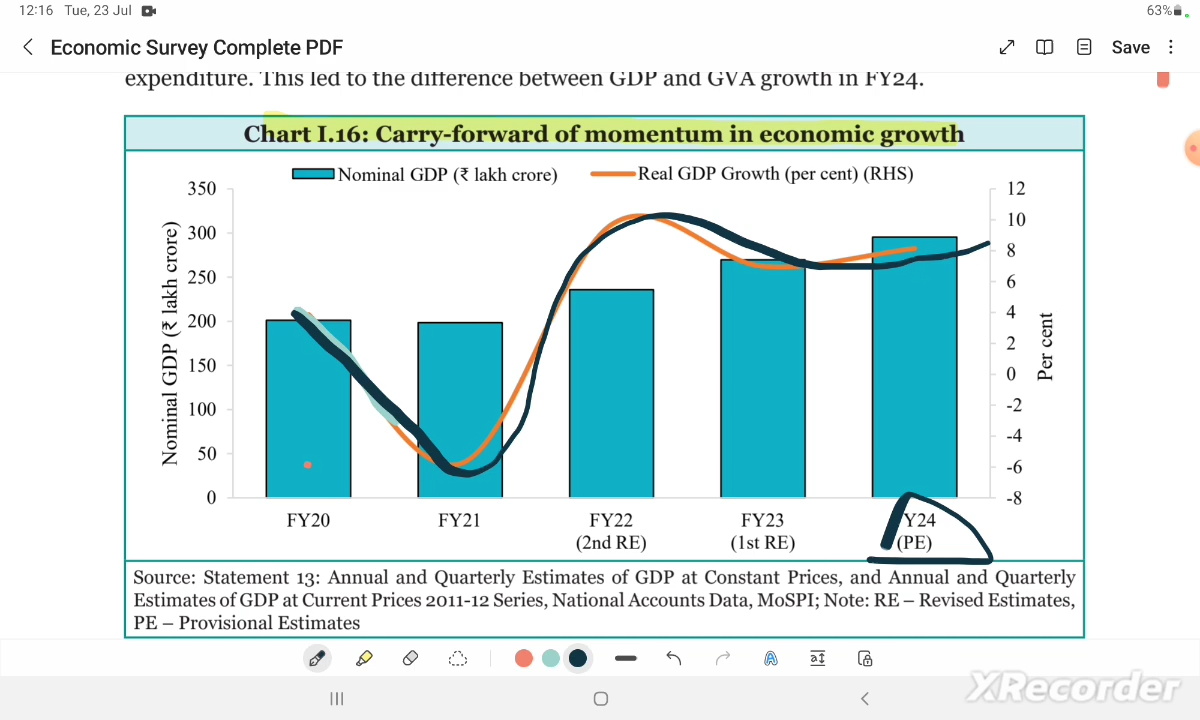 12:16 Tue, 23 Jul
63%
Economic Survey Complete PDF
Save
expenditure. This led to the difference between GDP and GVA growth in FY24.
Chart I.16: Carry-forward of momentum in economic growth
Nominal GDP (₹ lakh crore) Real GDP Growth (per cent) (RHS)
350
300
250
200
150
100
50
0
Nominal GDP (₹ lakh crore)
12
10
8
6
4
2
0
-2
-4
-6
-8
Per cent
FY20 FY21 FY22 FY23 FY24
(2nd RE) (1st RE) (PE)
Source: Statement 13: Annual and Quarterly Estimates of GDP at Constant Prices, and Annual and Quarterly
Estimates of GDP at Current Prices 2011-12 Series, National Accounts Data, MoSPI; Note: RE – Revised Estimates,
PE – Provisional Estimates
XRecorder